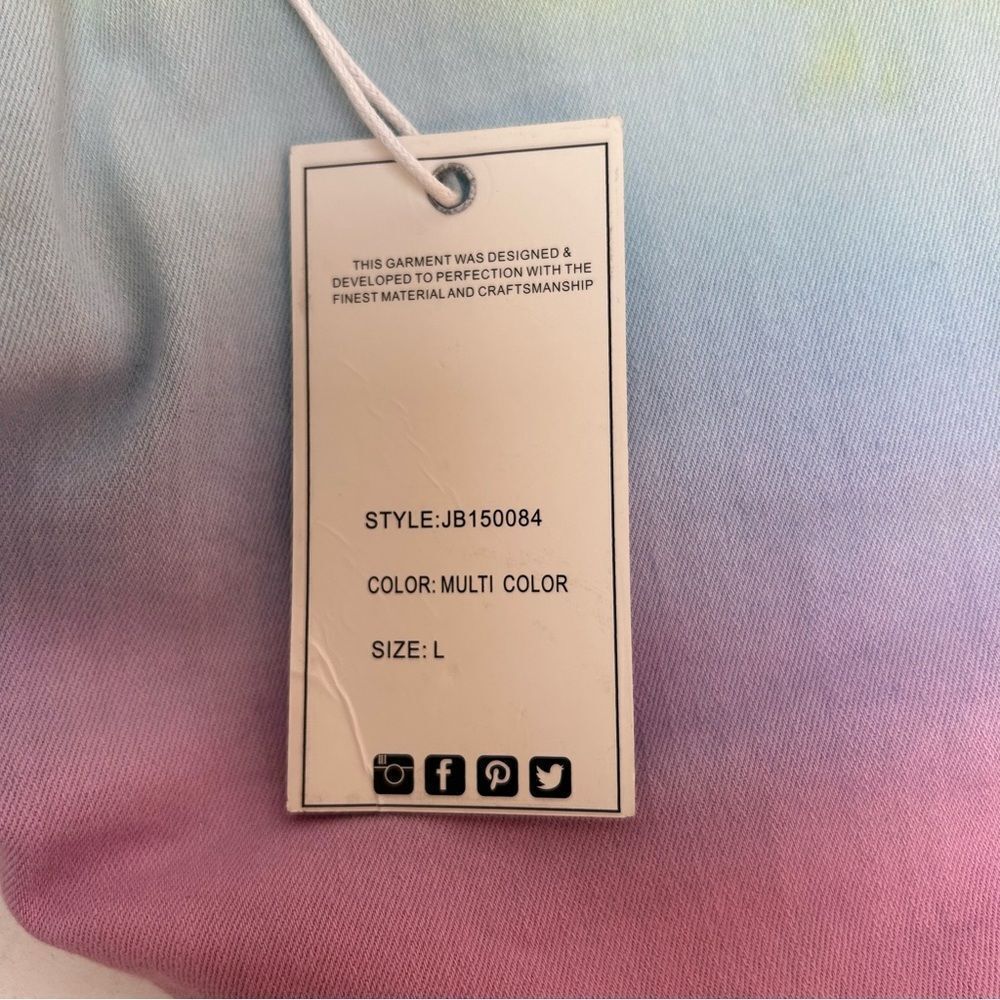 THIS GARMENT WAS DESIGNED &
DEVELOPED TO PERFECTION WITH THE
FINEST MATERIAL AND CRAFTSMANSHIP
STYLE:JB150084
COLOR: MULTI COLOR
SIZE: L